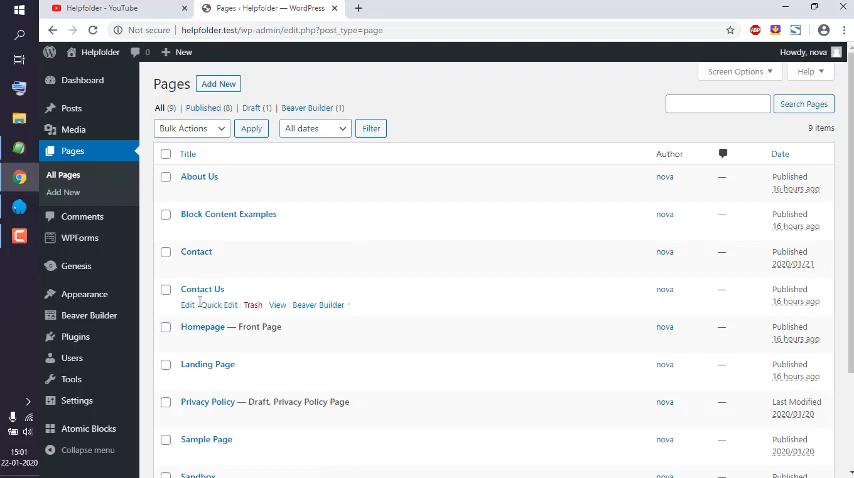 Helpfolder - YouTube
Pages ‹ Helpfolder — WordPress
Not secure | helpfolder.test/wp-admin/edit.php?post_type=page
Helpfolder 0 New Howdy, nova
Screen Options Help
Pages Add New
All (9) | Published (8) | Draft (1) | Beaver Builder (1)
Search Pages
Bulk Actions Apply All dates Filter 9 items
Title Author Date
About Us nova — Published
16 hours ago
Block Content Examples nova — Published
16 hours ago
Contact nova — Published
2020/01/21
Contact Us nova — Published
16 hours ago
Edit Quick Edit | Trash | View | Beaver Builder
Homepage — Front Page nova — Published
16 hours ago
Landing Page nova — Published
16 hours ago
Privacy Policy — Draft, Privacy Policy Page nova — Last Modified
2020/01/20
Sample Page nova — Published
2020/01/20
Sandbox
Dashboard
Posts
Media
Pages
All Pages
Add New
Comments
WPForms
Genesis
Appearance
Beaver Builder
Plugins
Users
Tools
Settings
Atomic Blocks
Collapse menu
ABP
15:01
22-01-2020